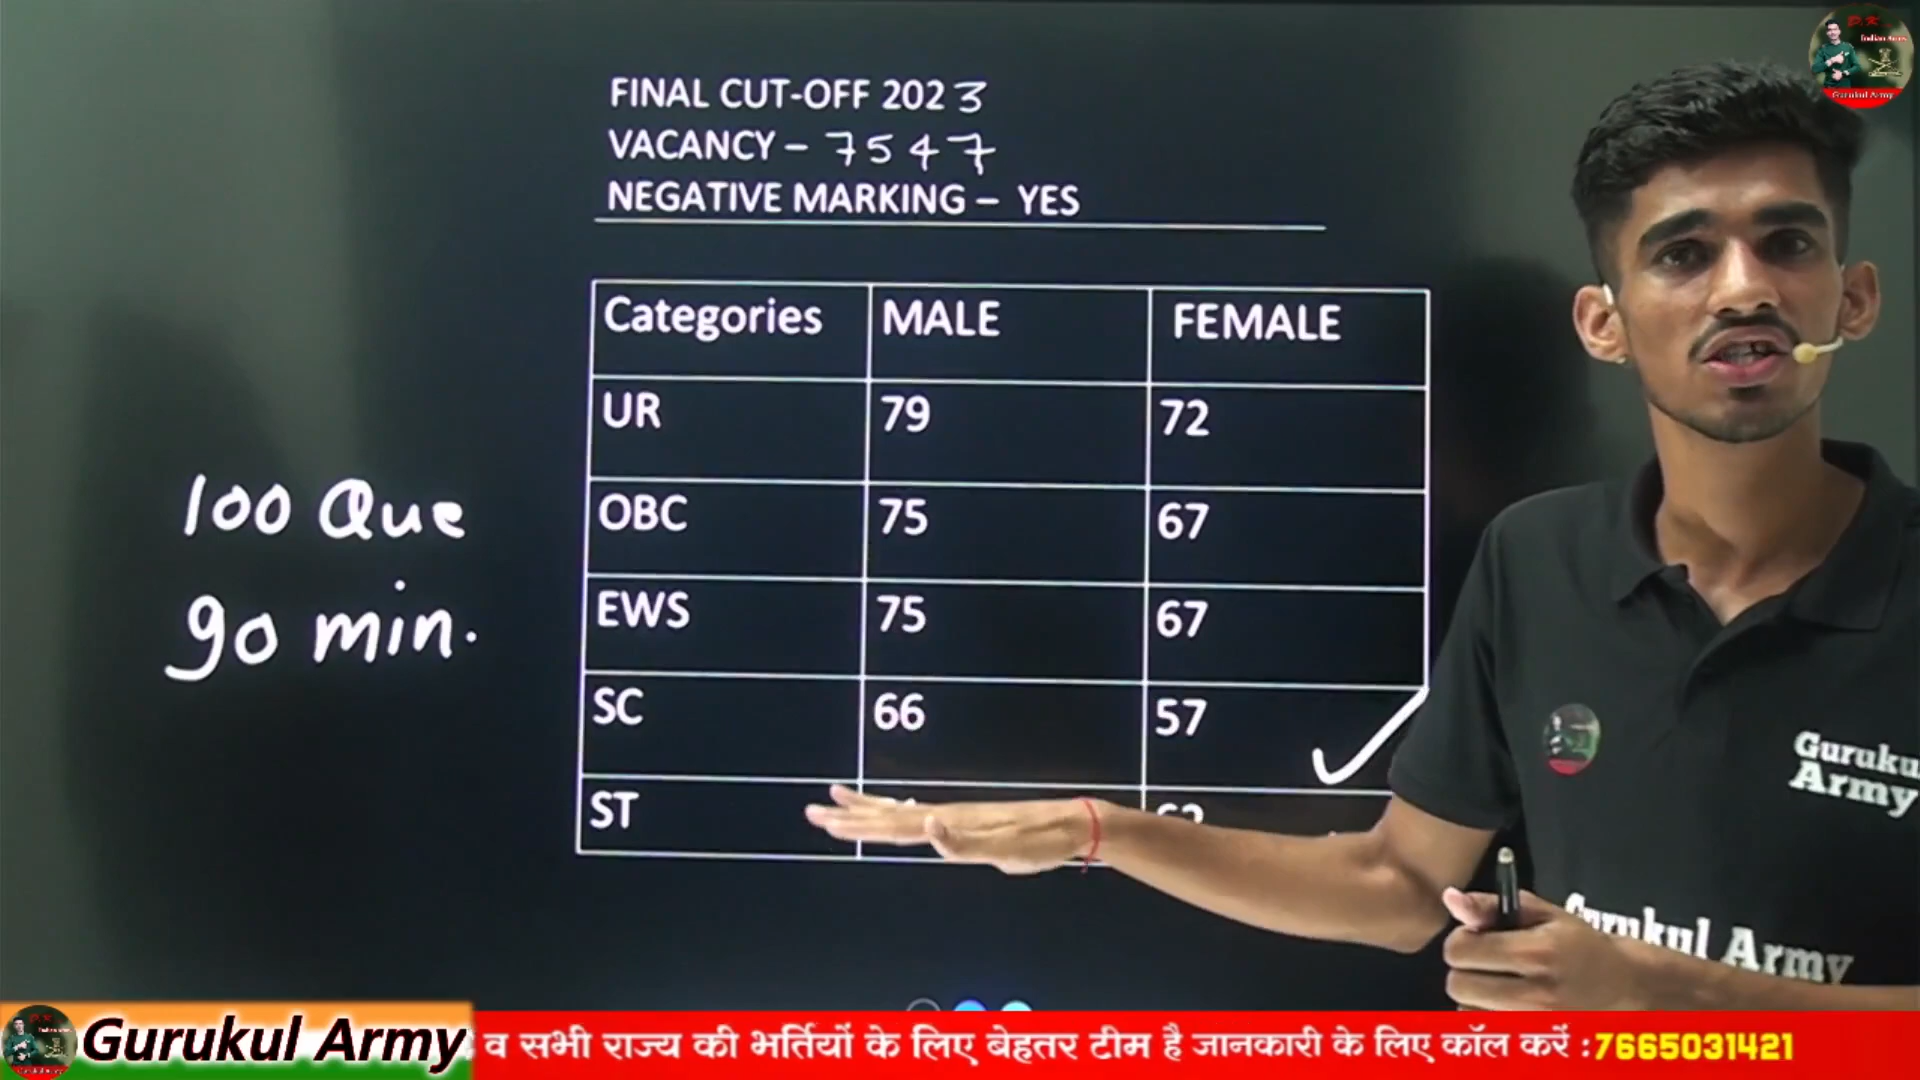 FINAL CUT-OFF 2023
VACANCY – 7547
NEGATIVE MARKING – YES
Categories MALE FEMALE
UR 79 72
OBC 75 67
EWS 75 67
SC 66 57
ST
100 Que
90 min.
Indian Army
Gurukul Army
Army
Gurukul Army
Gurukul Army
व सभी राज्य की भर्तियों के लिए बेहतर टीम है जानकारी के लिए कॉल करें :7665031421